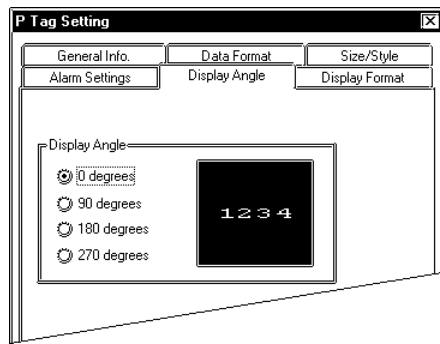 P Tag Setting
General Info. Data Format Size/Style
Alarm Settings Display Angle Display Format
Display Angle
0 degrees
90 degrees
180 degrees
270 degrees
1234